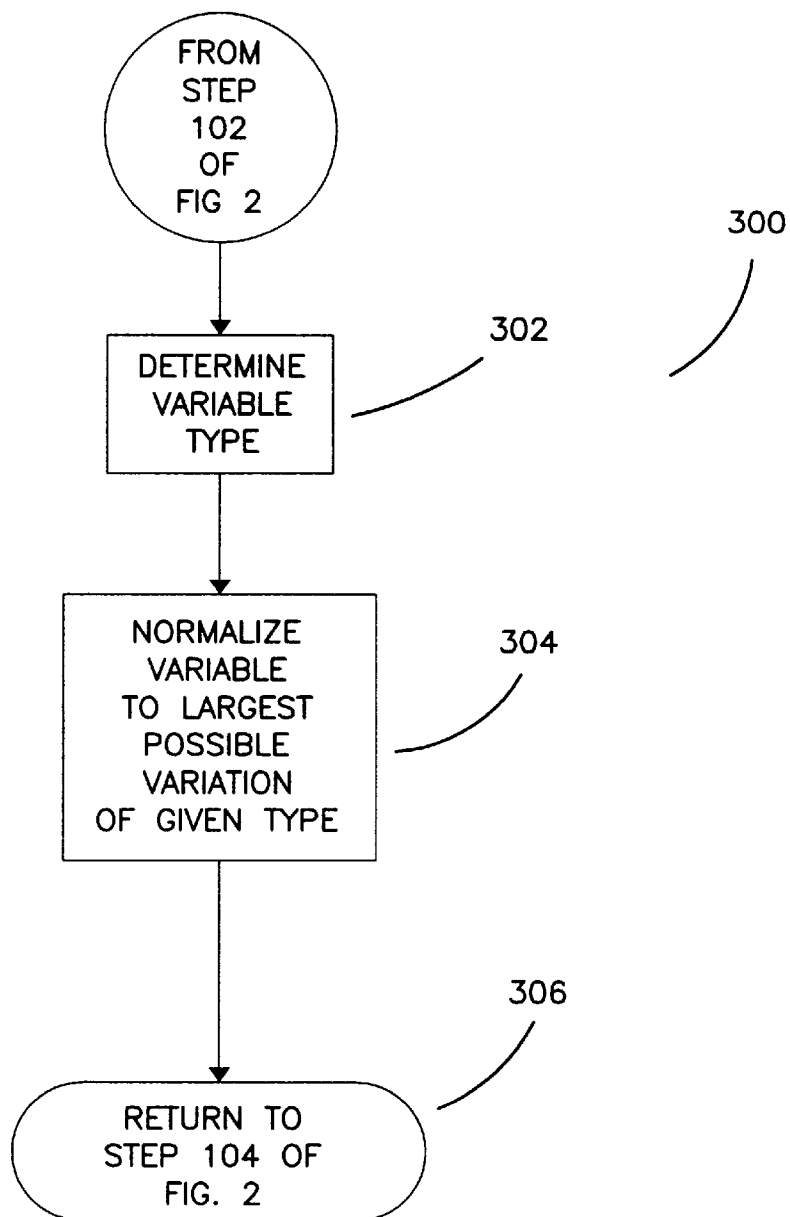 FROM
STEP
102
OF
FIG 2
300
302
DETERMINE
VARIABLE
TYPE
304
NORMALIZE
VARIABLE
TO LARGEST
POSSIBLE
VARIATION
OF GIVEN TYPE
306
RETURN TO
STEP 104 OF
FIG. 2